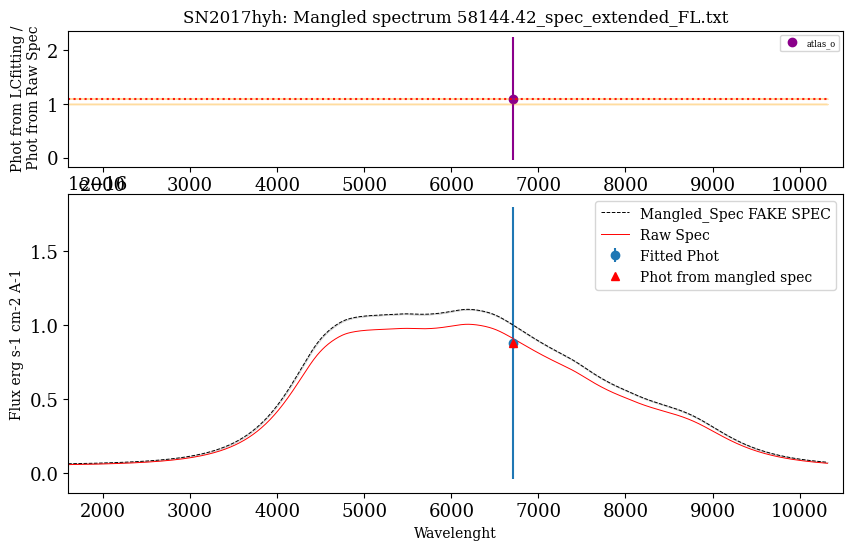 SN2017hyh: Mangled spectrum 58144.42_spec_extended_FL.txt
Phot from LCfitting /
Phot from Raw Spec
2
1
0
atlas_o
2000 3000 4000 5000 6000 7000 8000 9000 10000
1e−16
Flux erg s-1 cm-2 A-1
1.5
1.0
0.5
0.0
Mangled_Spec FAKE SPEC
Raw Spec
Fitted Phot
Phot from mangled spec
2000 3000 4000 5000 6000 7000 8000 9000 10000
Wavelenght